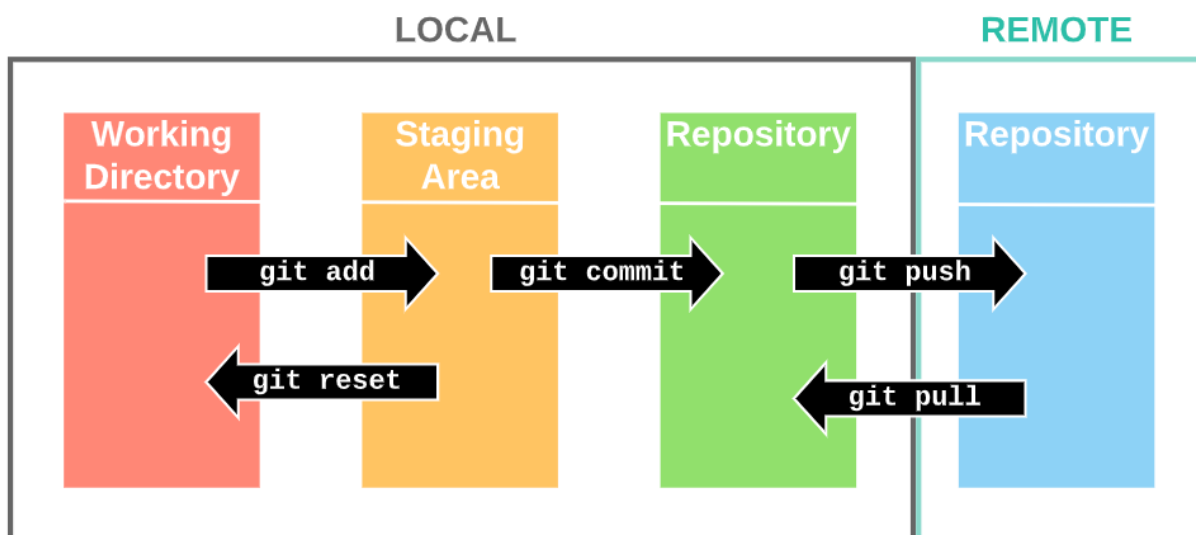 LOCAL
REMOTE
Working
Directory
Staging
Area
Repository
Repository
git add
git commit
git push
git reset
git pull